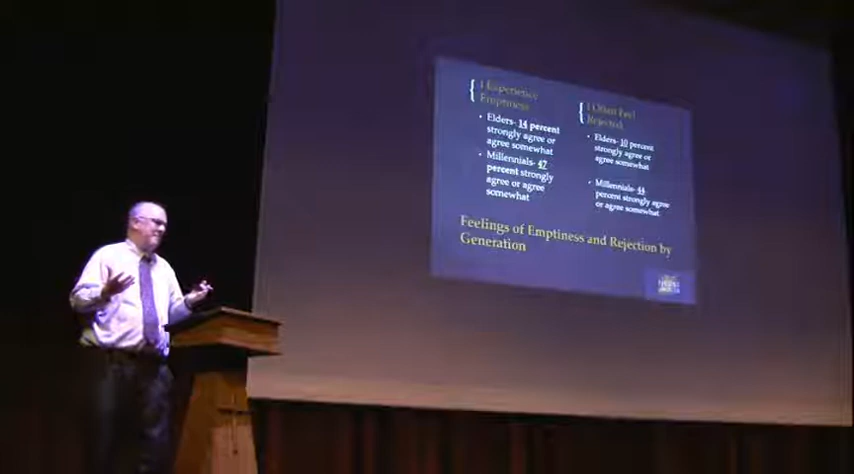 I Experience
Emptiness
• Elders- 14 percent
strongly agree or
agree somewhat
• Millennials- 47
percent strongly
agree or agree
somewhat
I Often Feel
Rejected
• Elders- 10 percent
strongly agree or
agree somewhat
• Millennials- 44
percent strongly agree
or agree somewhat
Feelings of Emptiness and Rejection by
Generation